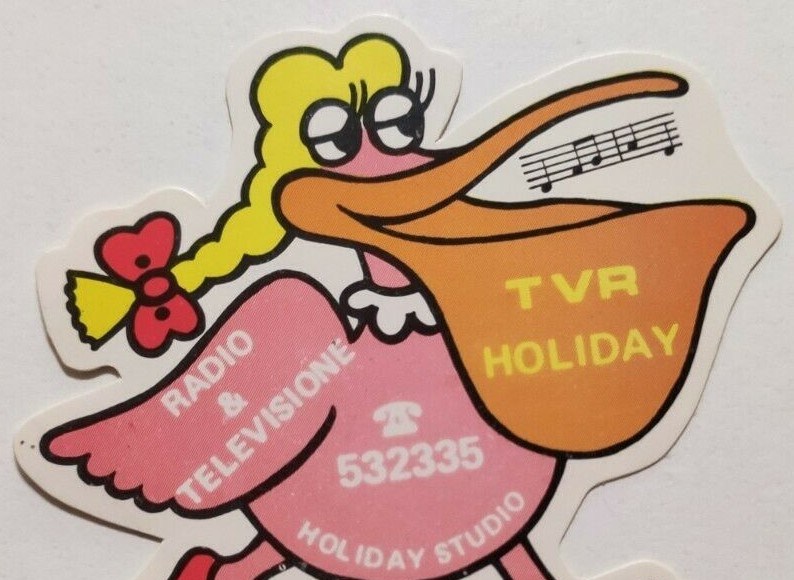 TVR
HOLIDAY
RADIO
&
TELEVISIONE
☎
532335
HOLIDAY STUDIO